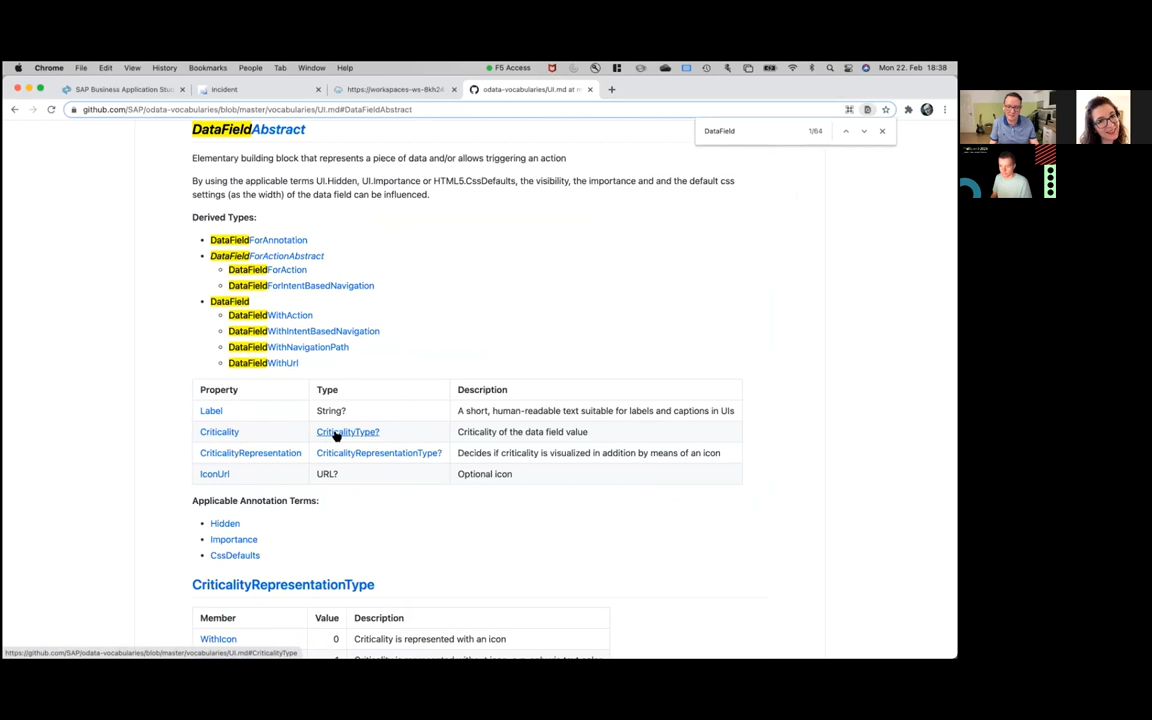 Chrome File Edit View History Bookmarks People Tab Window Help F5 Access Mon 22. Feb 18:38
SAP Business Application Stu
Incident
https://workspaces-ws-8kh24
odata-vocabularies/UI.md at m
github.com/SAP/odata-vocabularies/blob/master/vocabularies/UI.md#DataFieldAbstract
DataField 1/64
DataFieldAbstract
Elementary building block that represents a piece of data and/or allows triggering an action
By using the applicable terms UI.Hidden, UI.Importance or HTML5.CssDefaults, the visibility, the importance and and the default css
settings (as the width) of the data field can be influenced.
Derived Types:
DataFieldForAnnotation
DataFieldForActionAbstract
DataFieldForAction
DataFieldForIntentBasedNavigation
DataField
DataFieldWithAction
DataFieldWithIntentBasedNavigation
DataFieldWithNavigationPath
DataFieldWithUrl
Property Type Description
Label String? A short, human-readable text suitable for labels and captions in UIs
Criticality CriticalityType? Criticality of the data field value
CriticalityRepresentation CriticalityRepresentationType? Decides if criticality is visualized in addition by means of an icon
IconUrl URL? Optional icon
Applicable Annotation Terms:
Hidden
Importance
CssDefaults
CriticalityRepresentationType
Member Value Description
WithIcon 0 Criticality is represented with an icon
https://github.com/SAP/odata-vocabularies/blob/master/vocabularies/UI.md#CriticalityType